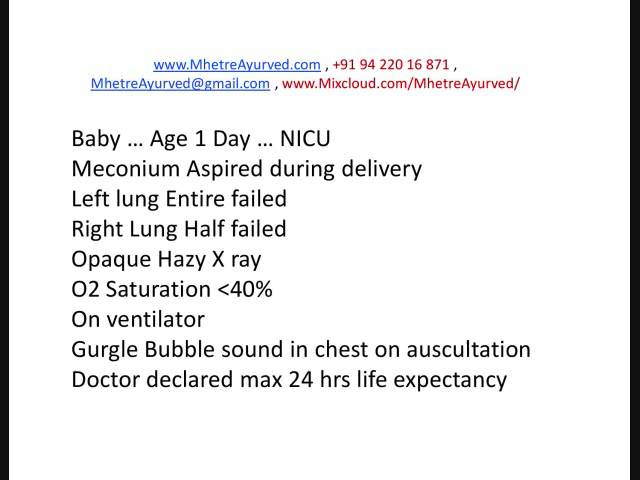 www.MhetreAyurved.com , +91 94 220 16 871 ,
MhetreAyurved@gmail.com , www.Mixcloud.com/MhetreAyurved/
Baby ... Age 1 Day ... NICU
Meconium Aspired during delivery
Left lung Entire failed
Right Lung Half failed
Opaque Hazy X ray
O2 Saturation <40%
On ventilator
Gurgle Bubble sound in chest on auscultation
Doctor declared max 24 hrs life expectancy